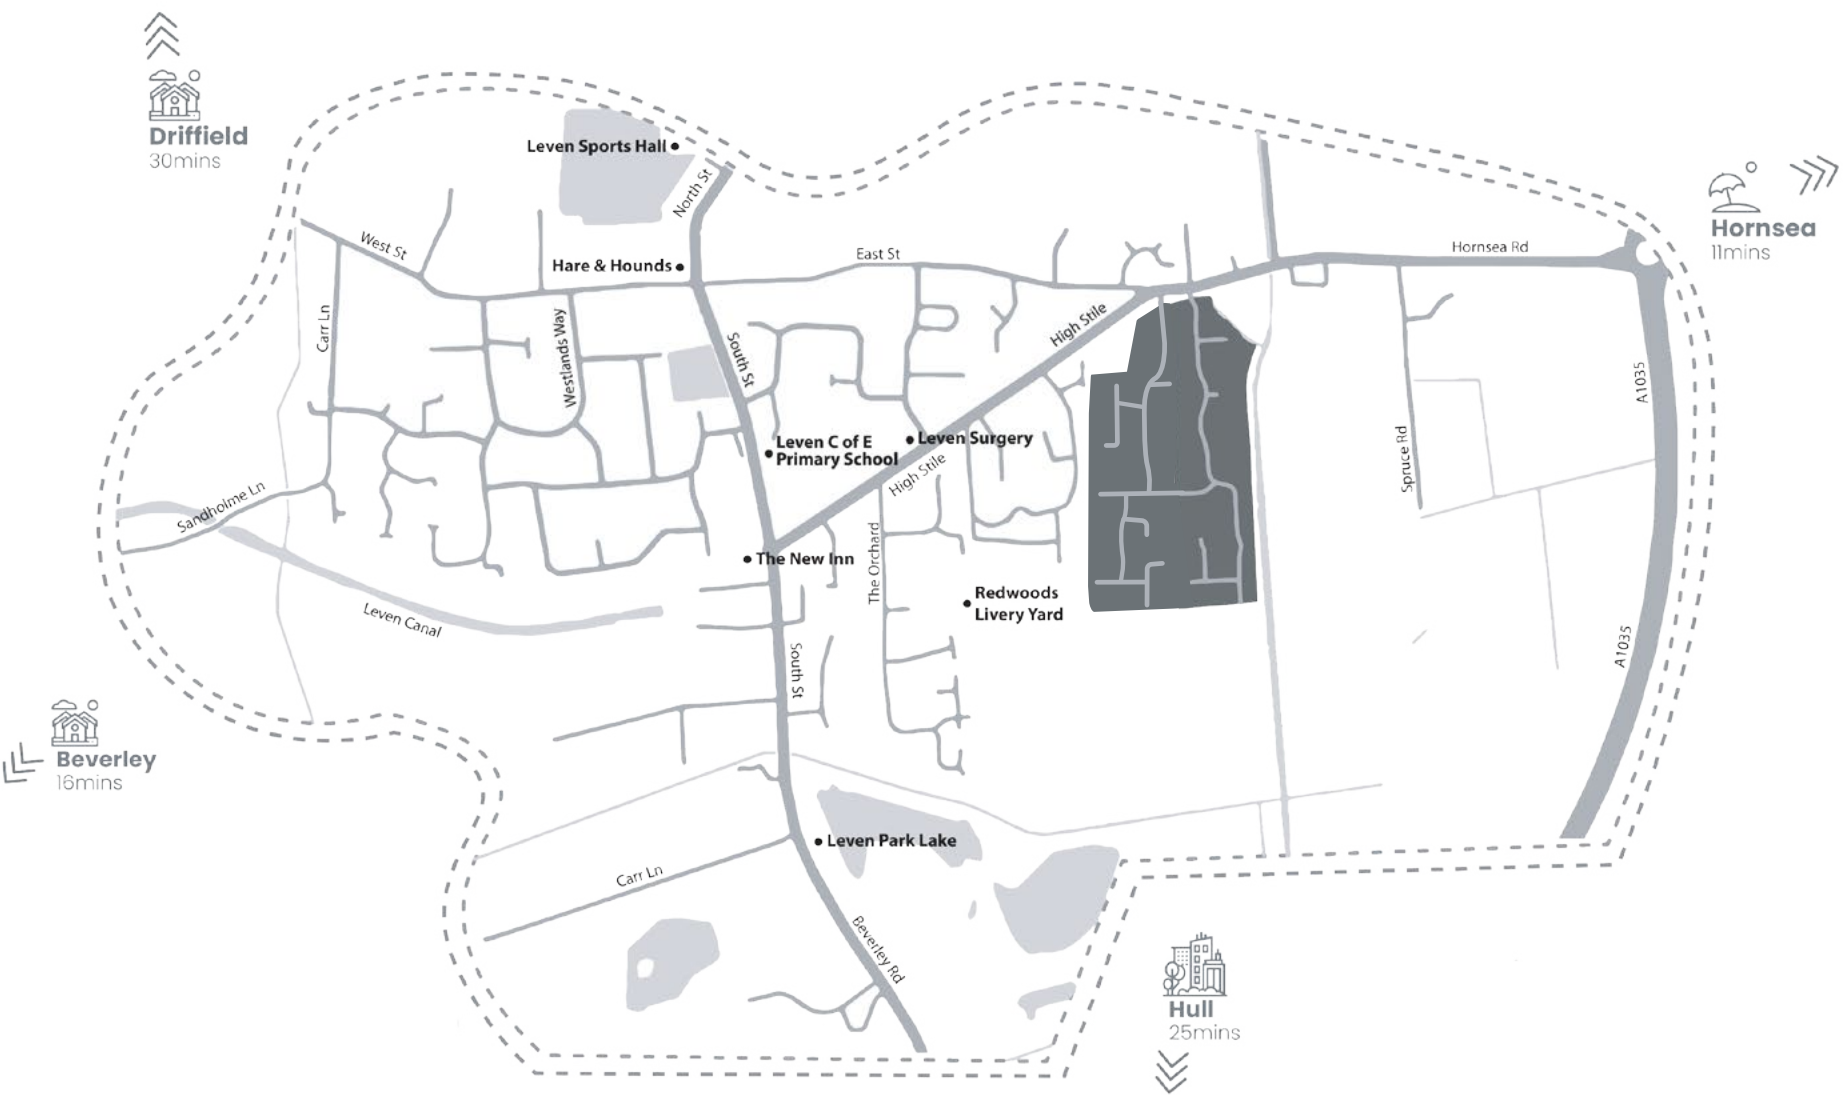 Driffield
30mins
Leven Sports Hall
North St
Hornsea
11mins
West St
Hare & Hounds
East St
Hornsea Rd
Carr Ln
Westlands Way
South St
High Stile
A1035
Leven C of E
Primary School
Leven Surgery
High Stile
Spruce Rd
Sandholme Ln
The New Inn
The Orchard
Redwoods
Livery Yard
Leven Canal
South St
A1035
Beverley
16mins
Leven Park Lake
Carr Ln
Beverley Rd
Hull
25mins